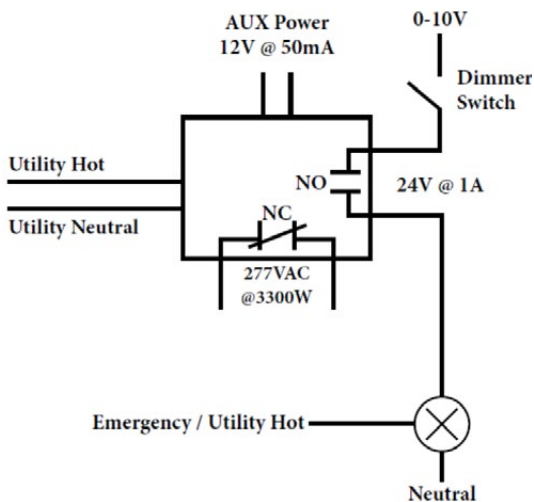 AUX Power
12V @ 50mA
0-10V
Dimmer
Switch
Utility Hot
NO
24V @ 1A
Utility Neutral
NC
277VAC
@3300W
Emergency / Utility Hot
Neutral